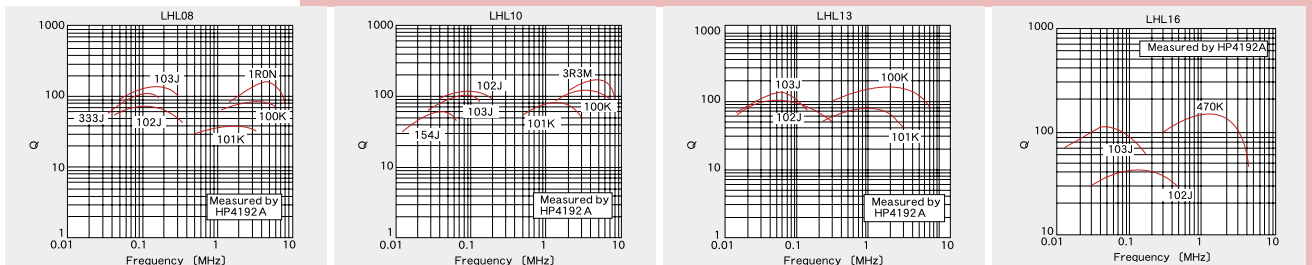 LHL08
1000
100
10
1
Q
0.01
0.1
1
10
Frequency [MHz]
103J
1R0N
333J
102J
100K
101K
Measured by
HP4192A
LHL10
1000
100
10
1
Q
0.01
0.1
1
10
Frequency [MHz]
3R3M
102J
103J
100K
101K
154J
Measured by
HP4192A
LHL13
1000
100
10
1
Q
0.01
0.1
1
10
Frequency [MHz]
100K
103J
102J
101K
Measured by
HP4192A
LHL16
1000
100
10
Q
0.01
0.1
1
10
Frequency [MHz]
Measured by HP4192A
470K
103J
102J